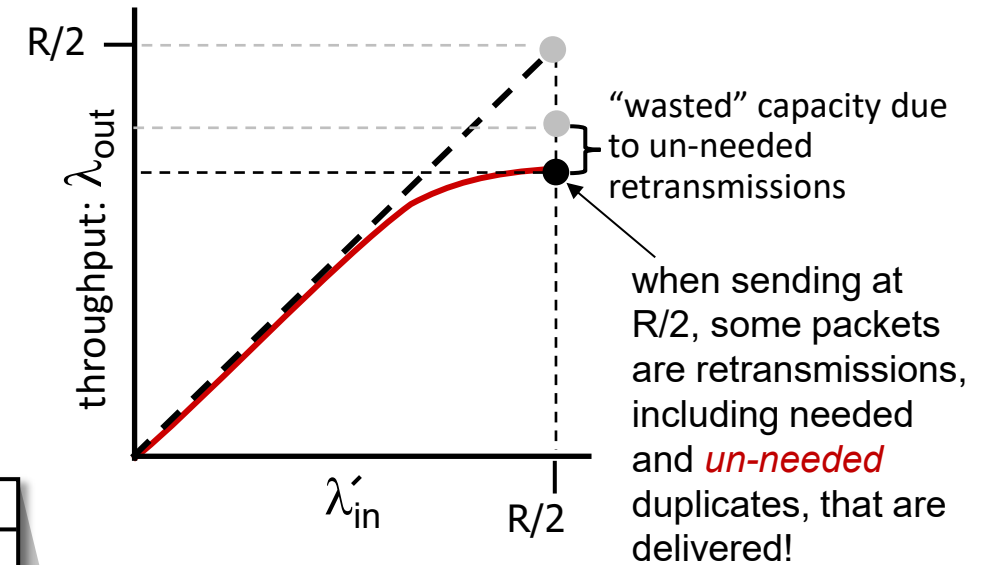 R/2
throughput: λout
“wasted” capacity due
to un-needed
retransmissions
when sending at
R/2, some packets
are retransmissions,
including needed
and un-needed
duplicates, that are
delivered!
λ′in
R/2